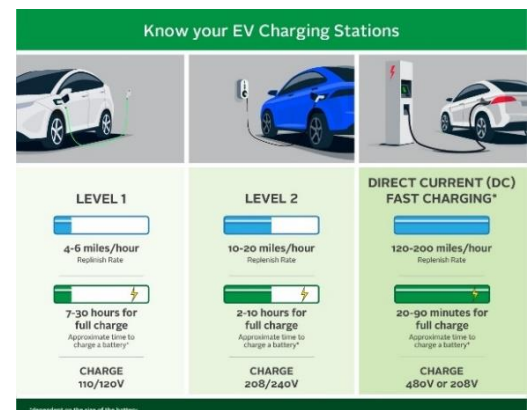 Know your EV Charging Stations
LEVEL 1
4-6 miles/hour
Replinish Rate
7-30 hours for
full charge
Approximate time to
charge a battery*
CHARGE
110/120V
LEVEL 2
10-20 miles/hour
Replenish Rate
2-10 hours for
full charge
Approximate time to
charge a battery*
CHARGE
208/240V
DIRECT CURRENT (DC)
FAST CHARGING*
120-200 miles/hour
Replenish Rate
20-90 minutes for
full charge
Approximate time to
charge a battery*
CHARGE
480V or 208V
*dependent on the size of the battery